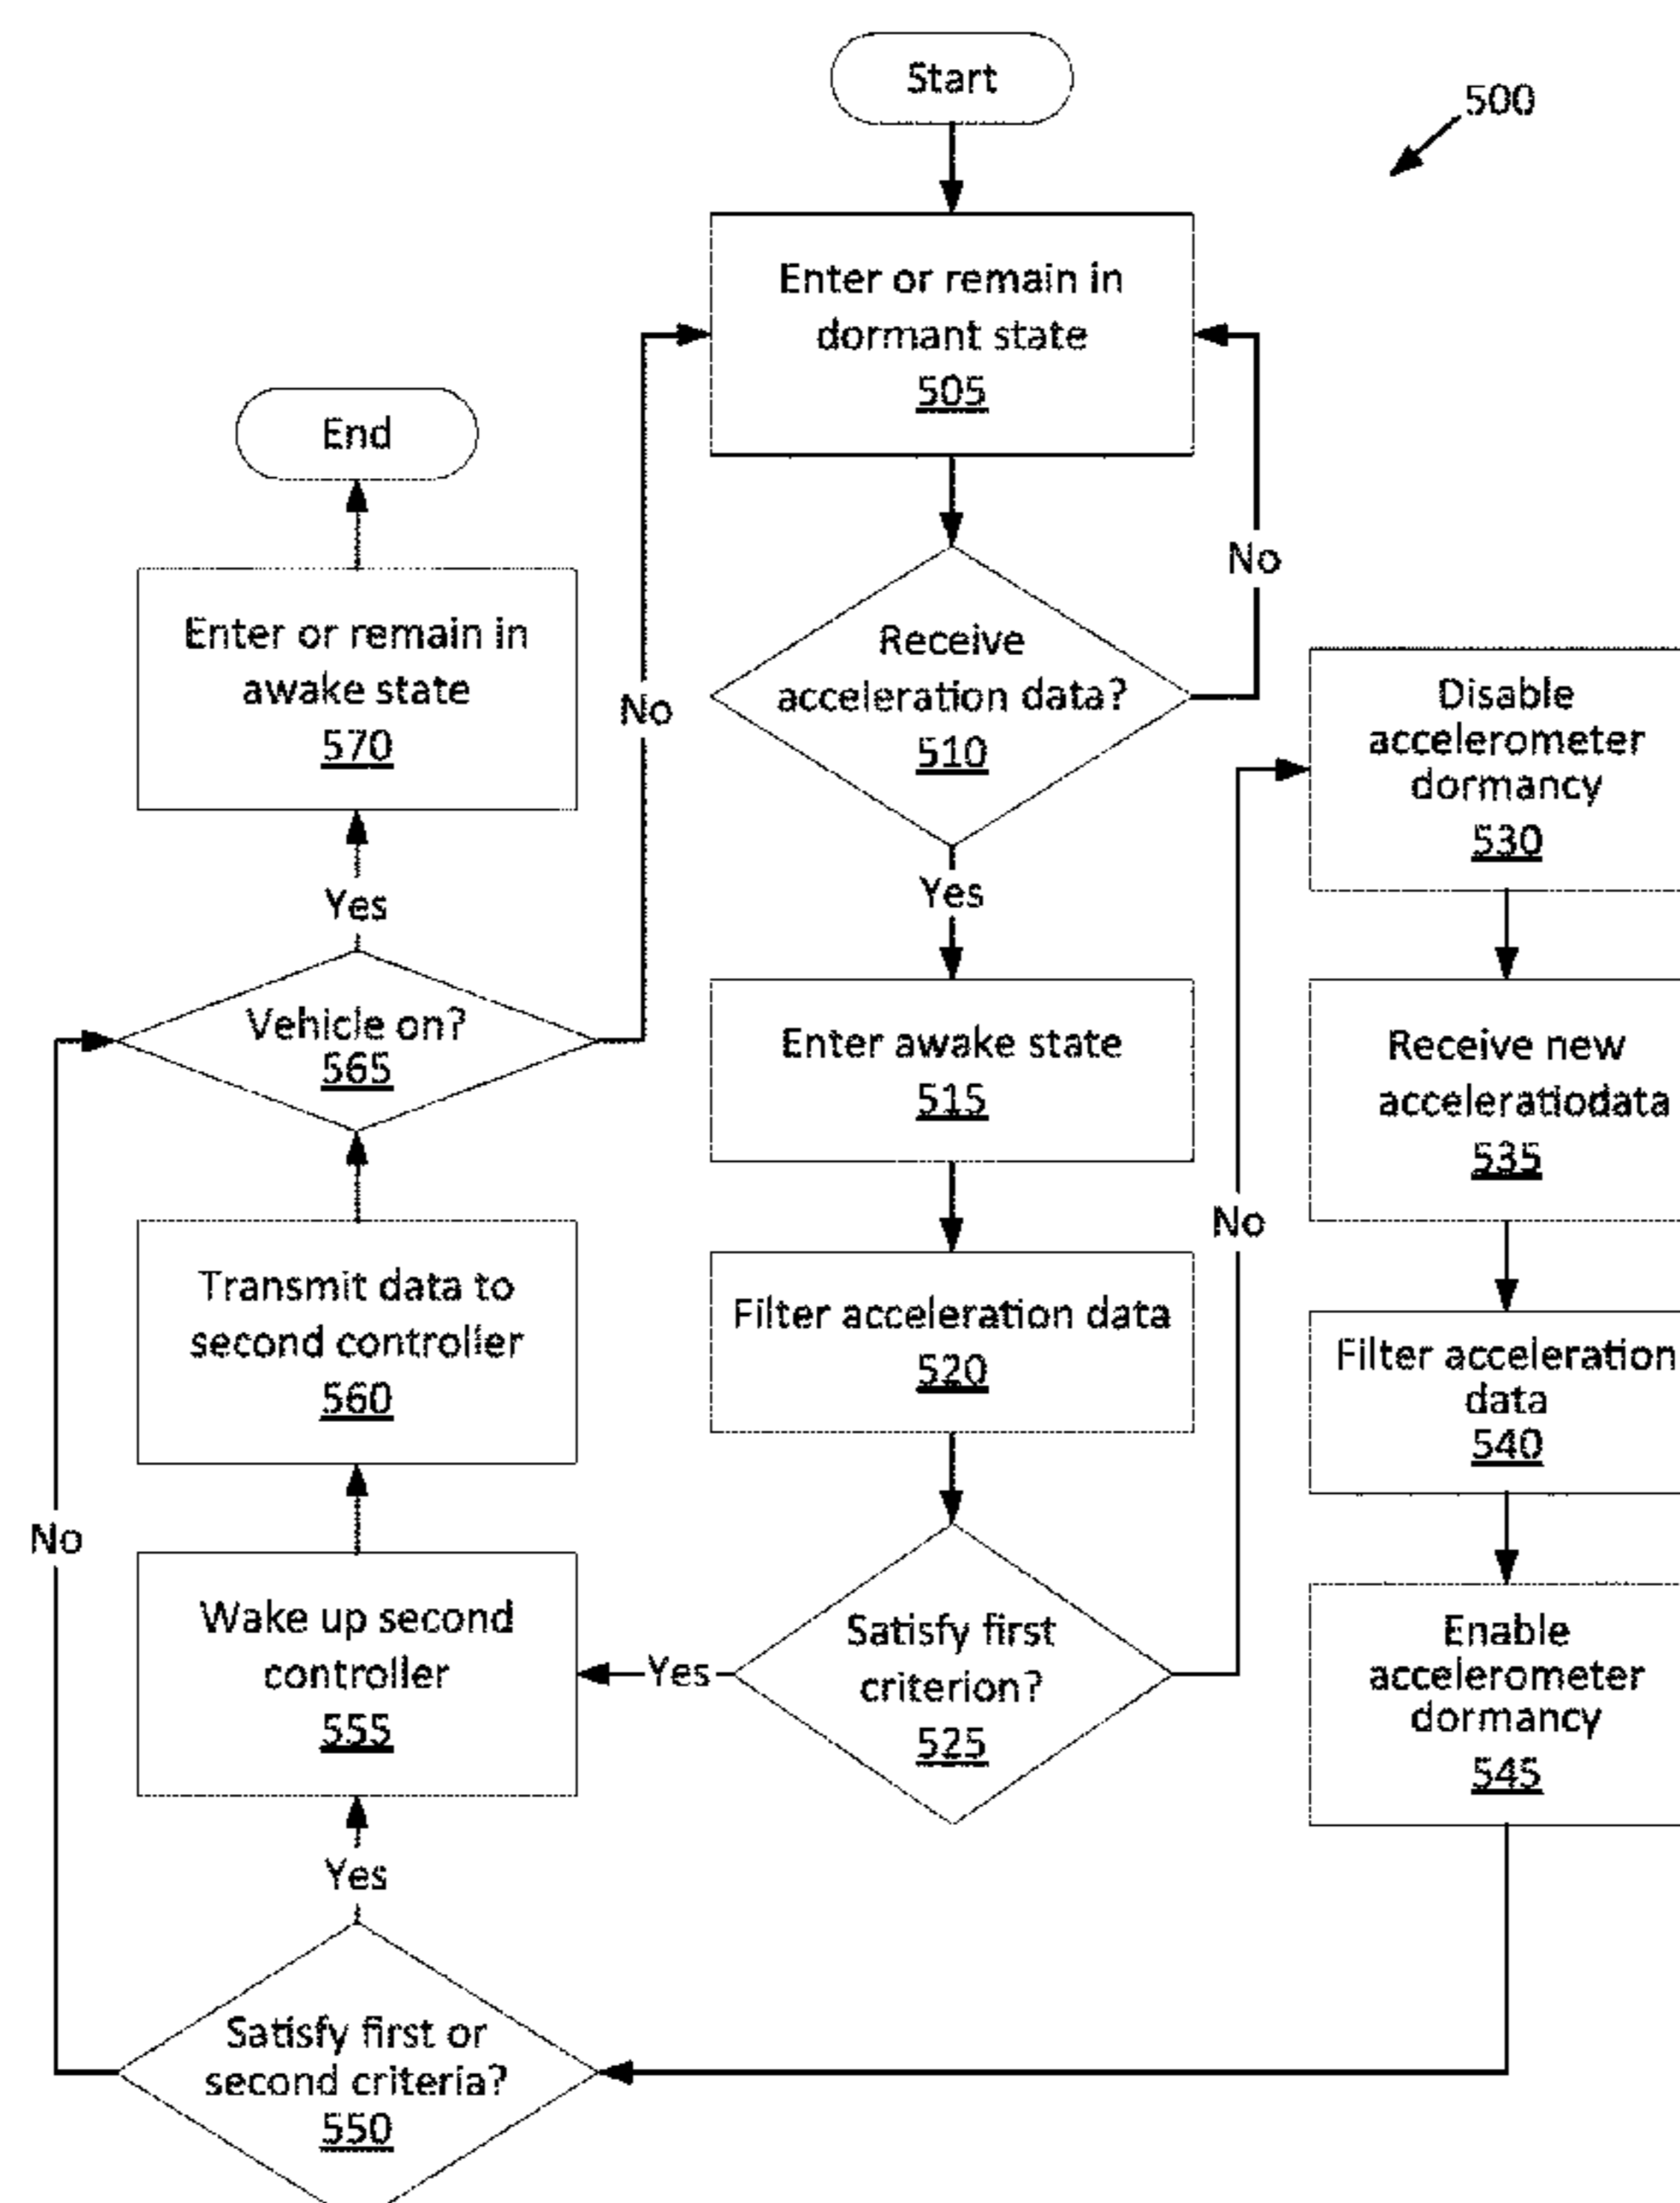 Start
500
Enter or remain in
dormant state
505
Receive
acceleration data?
510
No
Yes
Enter awake state
515
Filter acceleration data
520
Satisfy first
criterion?
525
No
Disable
accelerometer
dormancy
530
Receive new
acceleratiodata
535
Filter acceleration
data
540
Enable
accelerometer
dormancy
545
Satisfy first or
second criteria?
550
No
Yes
Yes
Wake up second
controller
555
Transmit data to
second controller
560
Vehicle on?
565
No
Yes
Enter or remain in
awake state
570
End